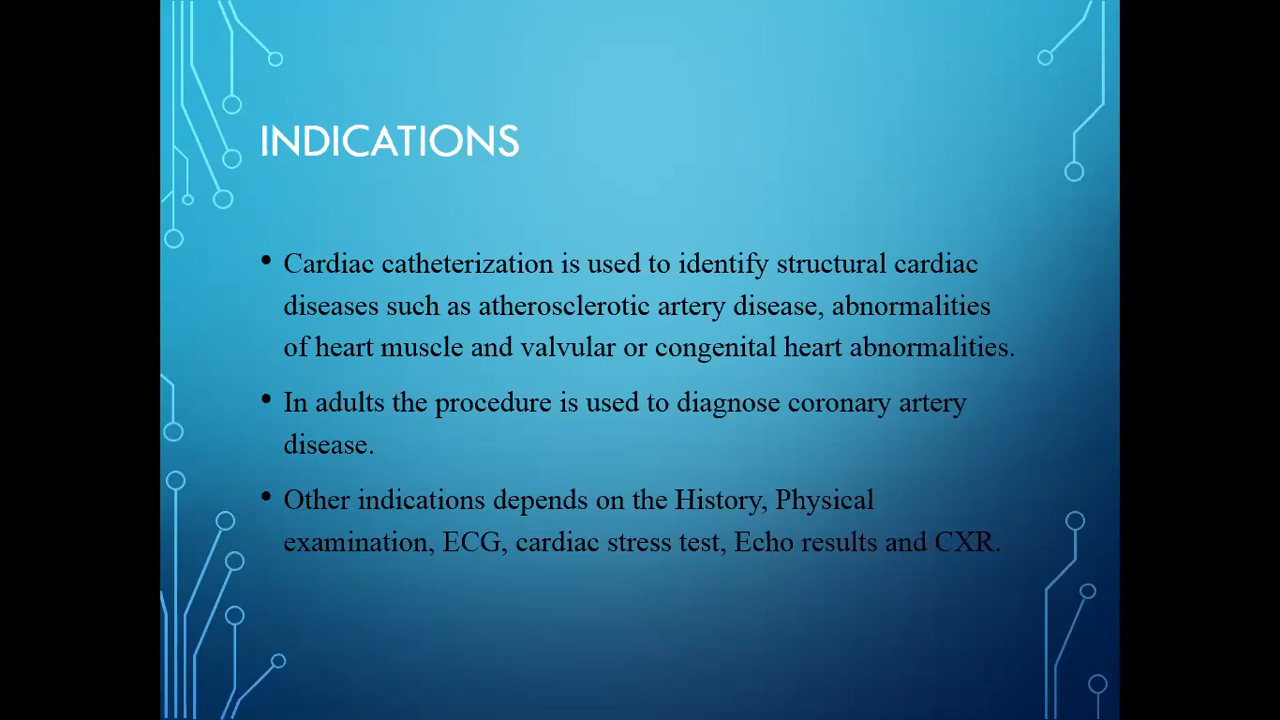 INDICATIONS
• Cardiac catheterization is used to identify structural cardiac
diseases such as atherosclerotic artery disease, abnormalities
of heart muscle and valvular or congenital heart abnormalities.
• In adults the procedure is used to diagnose coronary artery
disease.
• Other indications depends on the History, Physical
examination, ECG, cardiac stress test, Echo results and CXR.